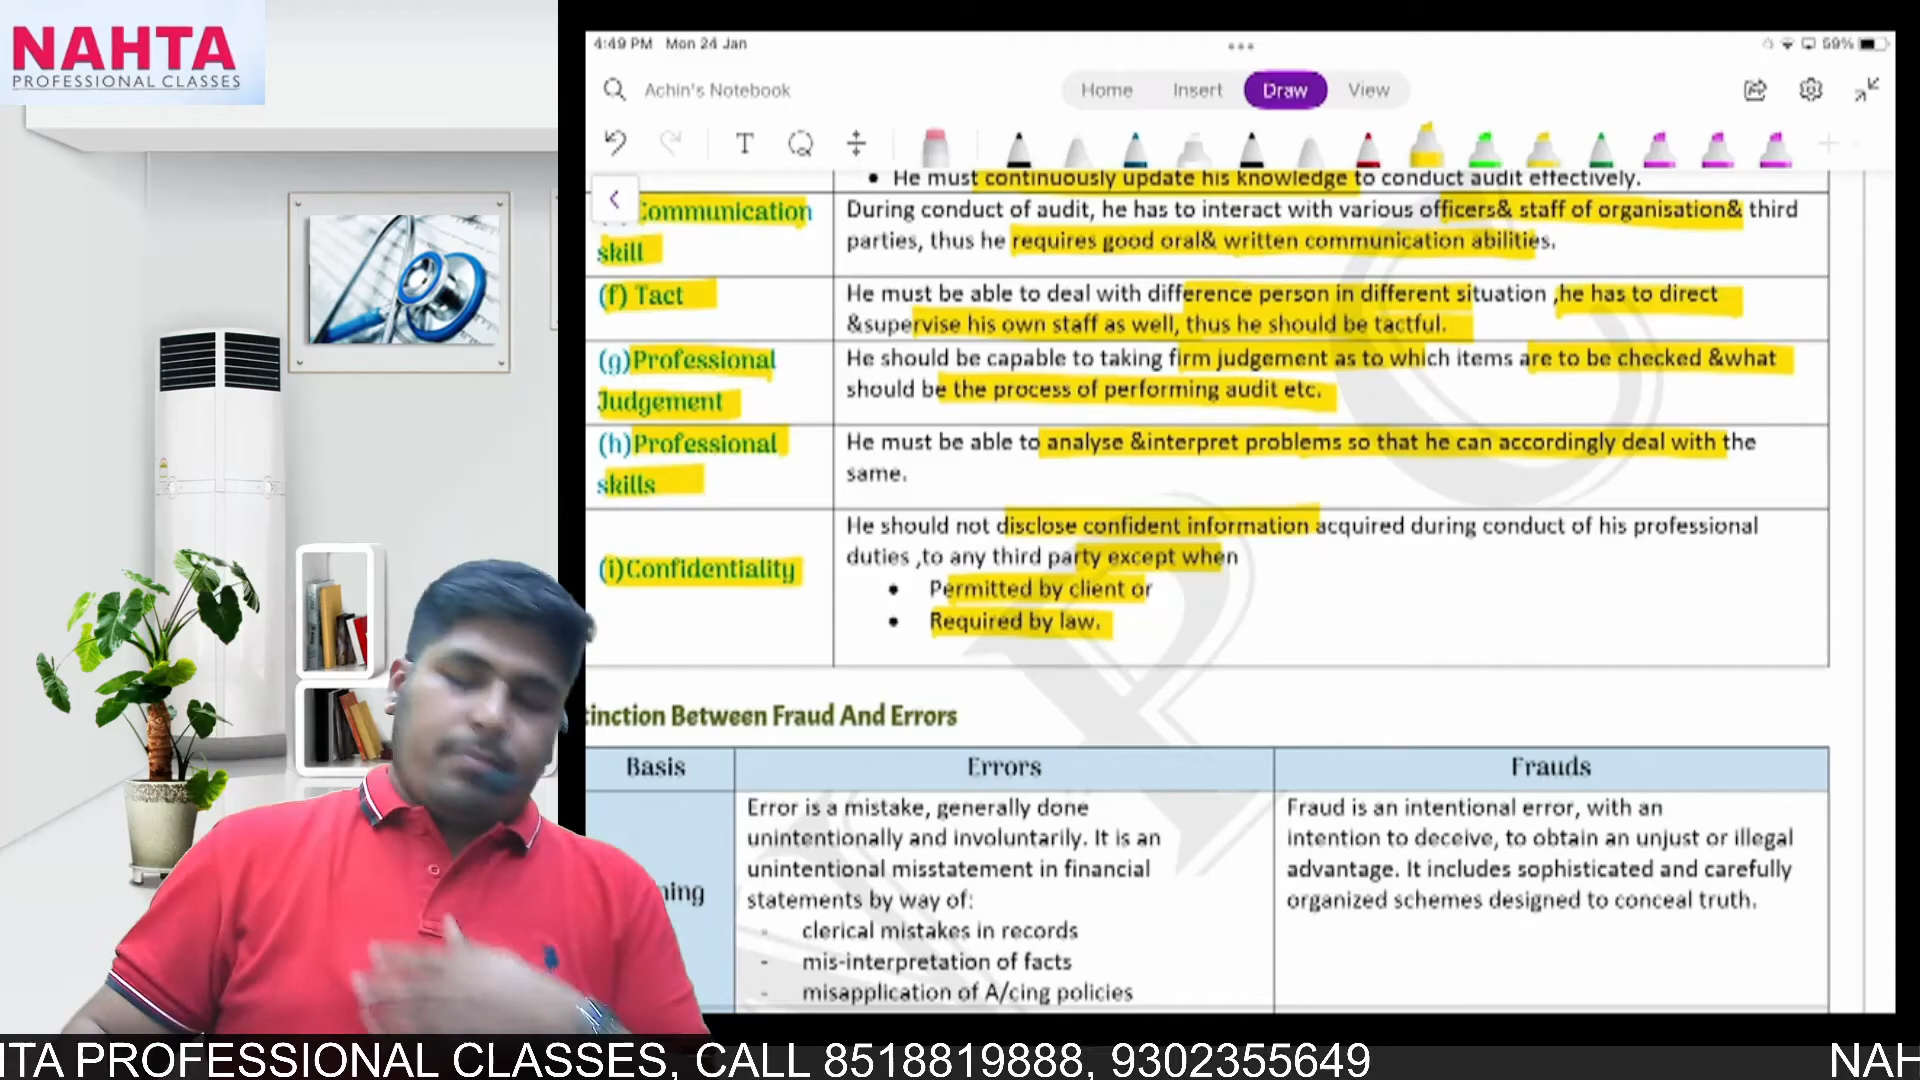 NAHTA
PROFESSIONAL CLASSES
4:49 PM Mon 24 Jan
59%
Achin's Notebook
Home Insert Draw View
• He must continuously update his knowledge to conduct audit effectively.
Communication
skill
During conduct of audit, he has to interact with various officers& staff of organisation& third
parties, thus he requires good oral& written communication abilities.
(f) Tact
He must be able to deal with difference person in different situation ,he has to direct
&supervise his own staff as well, thus he should be tactful.
(g)Professional
Judgement
He should be capable to taking firm judgement as to which items are to be checked &what
should be the process of performing audit etc.
(h)Professional
skills
He must be able to analyse &interpret problems so that he can accordingly deal with the
same.
(i)Confidentiality
He should not disclose confident information acquired during conduct of his professional
duties ,to any third party except when
• Permitted by client or
• Required by law.
tinction Between Fraud And Errors
Basis Errors Frauds
ning
Error is a mistake, generally done
unintentionally and involuntarily. It is an
unintentional misstatement in financial
statements by way of:
- clerical mistakes in records
- mis-interpretation of facts
- misapplication of A/cing policies
Fraud is an intentional error, with an
intention to deceive, to obtain an unjust or illegal
advantage. It includes sophisticated and carefully
organized schemes designed to conceal truth.
HTA PROFESSIONAL CLASSES, CALL 8518819888, 9302355649 NAH